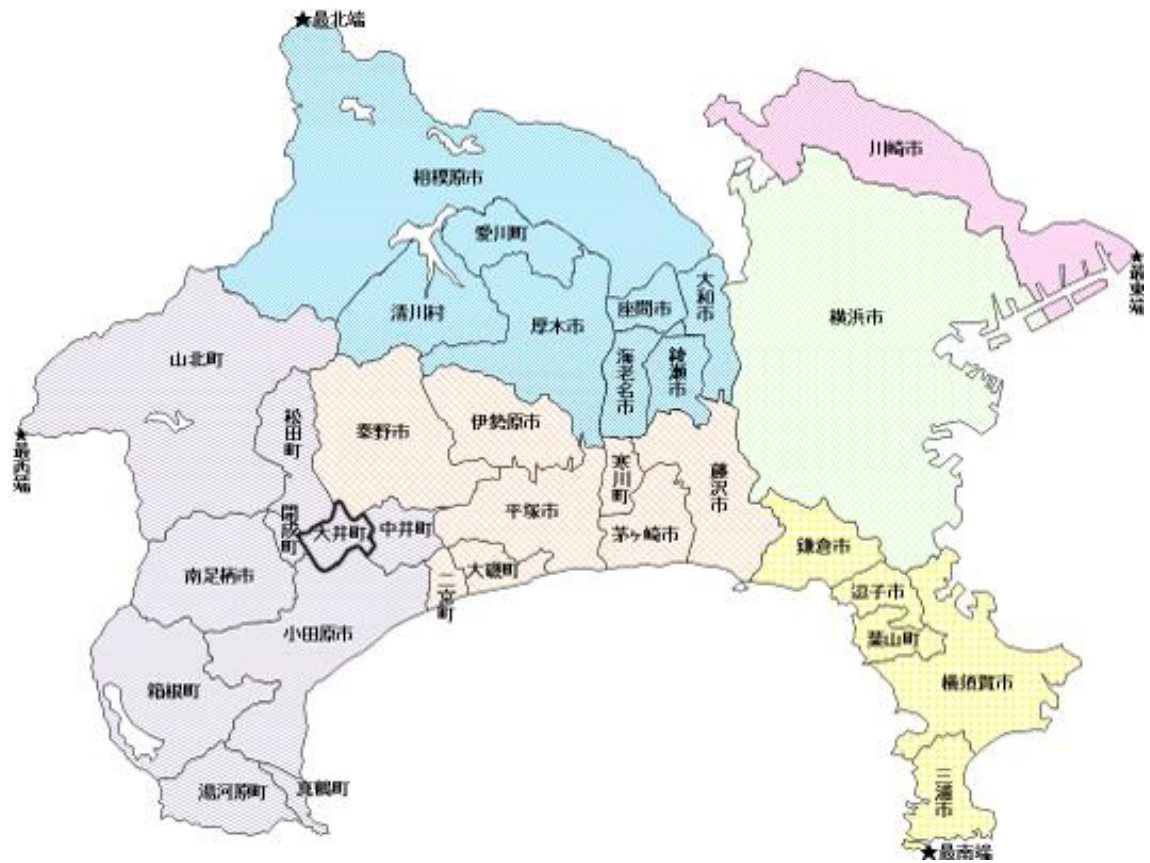 ★最北端
川崎市
相模原市
愛川町
★最東端
大和市
座間市
清川村
厚木市
横浜市
海老名市
綾瀬市
山北町
松田町
秦野市
伊勢原市
★最西端
寒川町
藤沢市
平塚市
開成町
大井町
中井町
茅ヶ崎市
鎌倉市
南足柄市
大磯町
二宮町
逗子市
小田原市
葉山町
箱根町
横須賀市
湯河原町
真鶴町
三浦市
★最南端